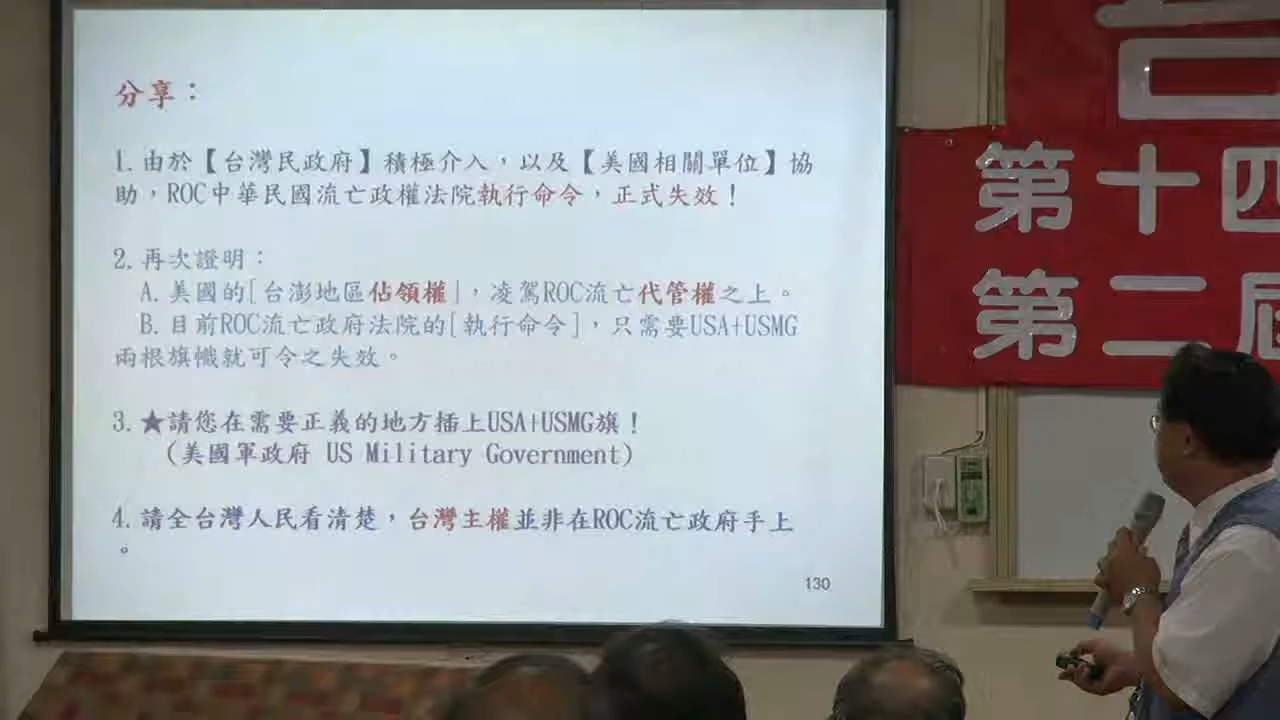 分享：
1. 由於【台灣民政府】積極介入，以及【美國相關單位】協
助，ROC中華民國流亡政權法院執行命令，正式失效！
2. 再次證明：
A. 美國的[台澎地區佔領權]，凌駕ROC流亡代管權之上。
B. 目前ROC流亡政府法院的[執行命令]，只需要USA+USMG
兩根旗幟就可令之失效。
3. ★請您在需要正義的地方插上USA+USMG旗！
(美國軍政府 US Military Government)
4. 請全台灣人民看清楚，台灣主權並非在ROC流亡政府手上
。
130
台
第十四
第二屆